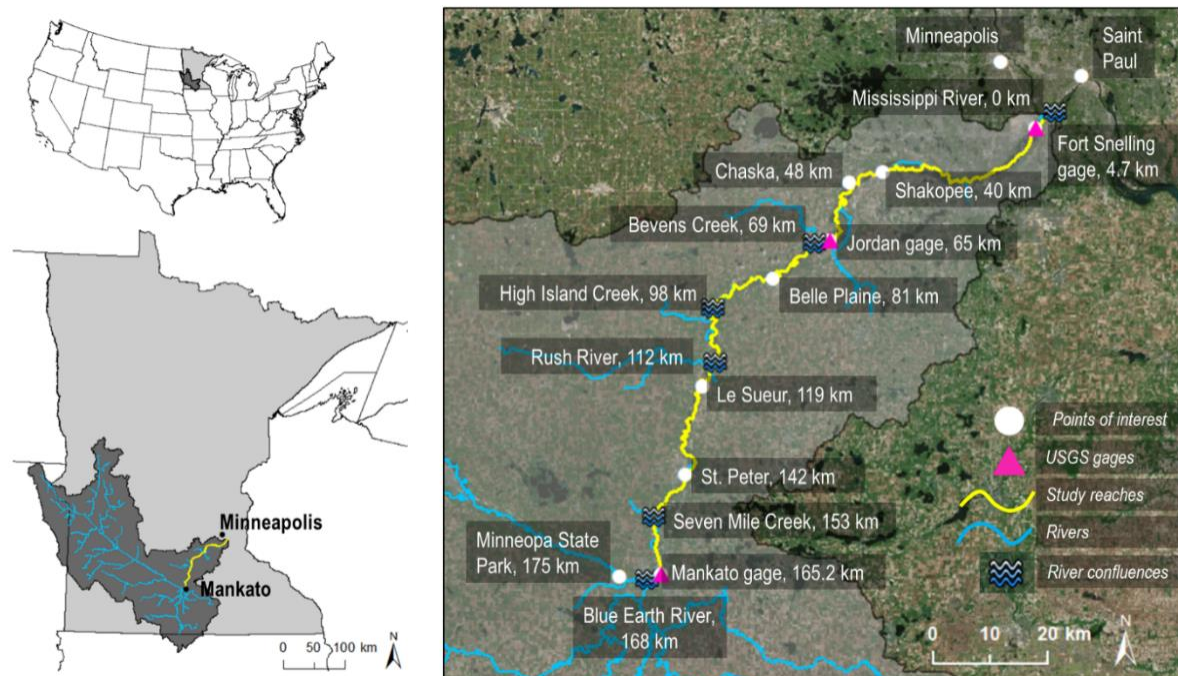 Minneapolis
Mankato
0 50 100 km
N
Minneapolis
Saint
Paul
Mississippi River, 0 km
Fort Snelling
gage, 4.7 km
Chaska, 48 km
Shakopee, 40 km
Bevens Creek, 69 km
Jordan gage, 65 km
High Island Creek, 98 km
Belle Plaine, 81 km
Rush River, 112 km
Le Sueur, 119 km
St. Peter, 142 km
Seven Mile Creek, 153 km
Minneopa State
Park, 175 km
Mankato gage, 165.2 km
Blue Earth River,
168 km
Points of interest
USGS gages
Study reaches
Rivers
River confluences
0 10 20 km
N